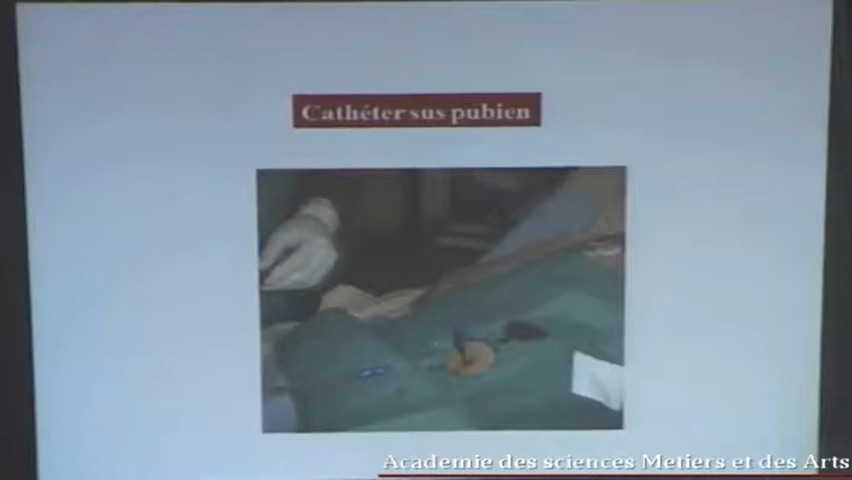 Cathéter sus pubien
Academie des sciences Metiers et des Arts